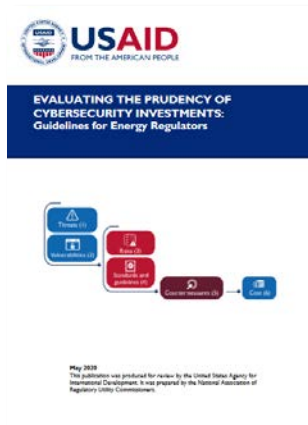 USAID
FROM THE AMERICAN PEOPLE
EVALUATING THE PRUDENCY OF
CYBERSECURITY INVESTMENTS:
Guidelines for Energy Regulators
Threats (1)
Vulnerabilities (2)
Risks (3)
Standards and
guidelines (4)
Countermeasures (5)
Cost (6)
May 2020
This publication was produced for review by the United States Agency for
International Development. It was prepared by the National Association of
Regulatory Utility Commissioners.